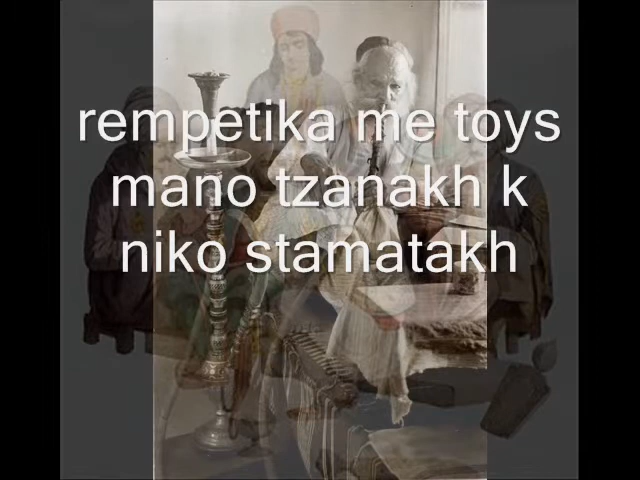 rempetika me toys
mano tzanakh k
niko stamatakh